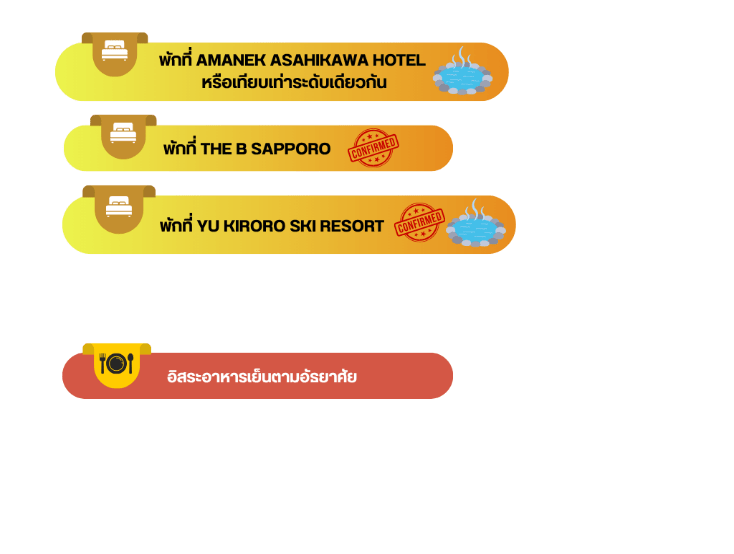 พักที่ AMANEK ASAHIKAWA HOTEL
หรือเทียบเท่าระดับเดียวกัน
พักที่ THE B SAPPORO
CONFIRMED
พักที่ YU KIRORO SKI RESORT
CONFIRMED
อิสระอาหารเย็นตามอัธยาศัย